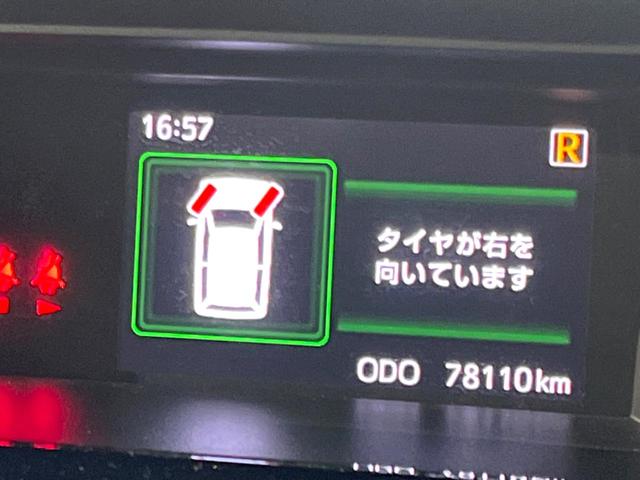 16:57
R
タイヤが右を
向いています
ODO 78110km